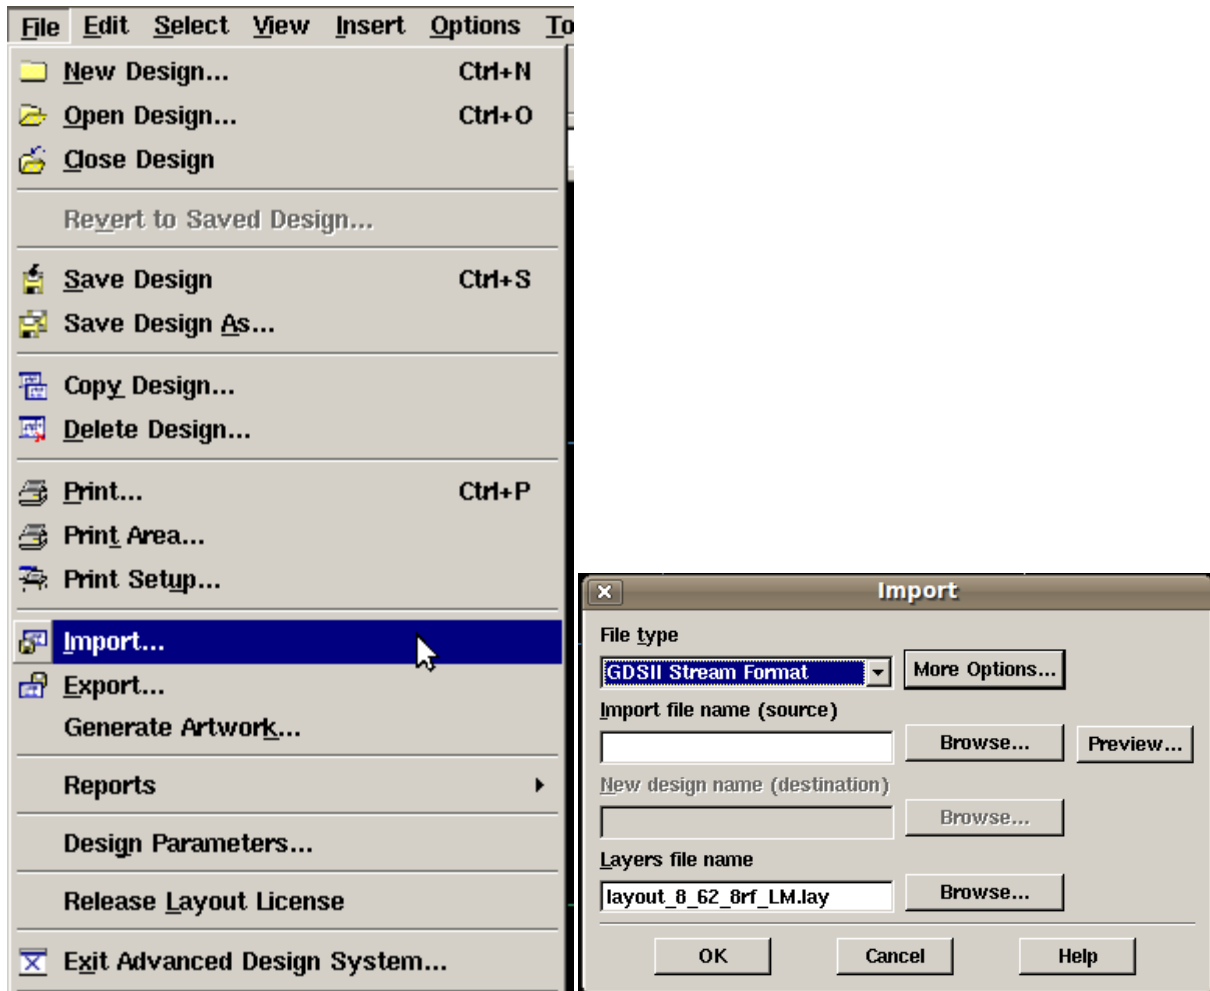 File Edit Select View Insert Options To
New Design... Ctrl+N
Open Design... Ctrl+O
Close Design
Revert to Saved Design...
Save Design Ctrl+S
Save Design As...
Copy Design...
Delete Design...
Print... Ctrl+P
Print Area...
Print Setup...
Import...
Export...
Generate Artwork...
Reports
Design Parameters...
Release Layout License
Exit Advanced Design System...
Import
File type
GDSII Stream Format More Options...
Import file name (source)
Browse... Preview...
New design name (destination)
Browse...
Layers file name
layout_8_62_8rf_LM.lay Browse...
OK Cancel Help